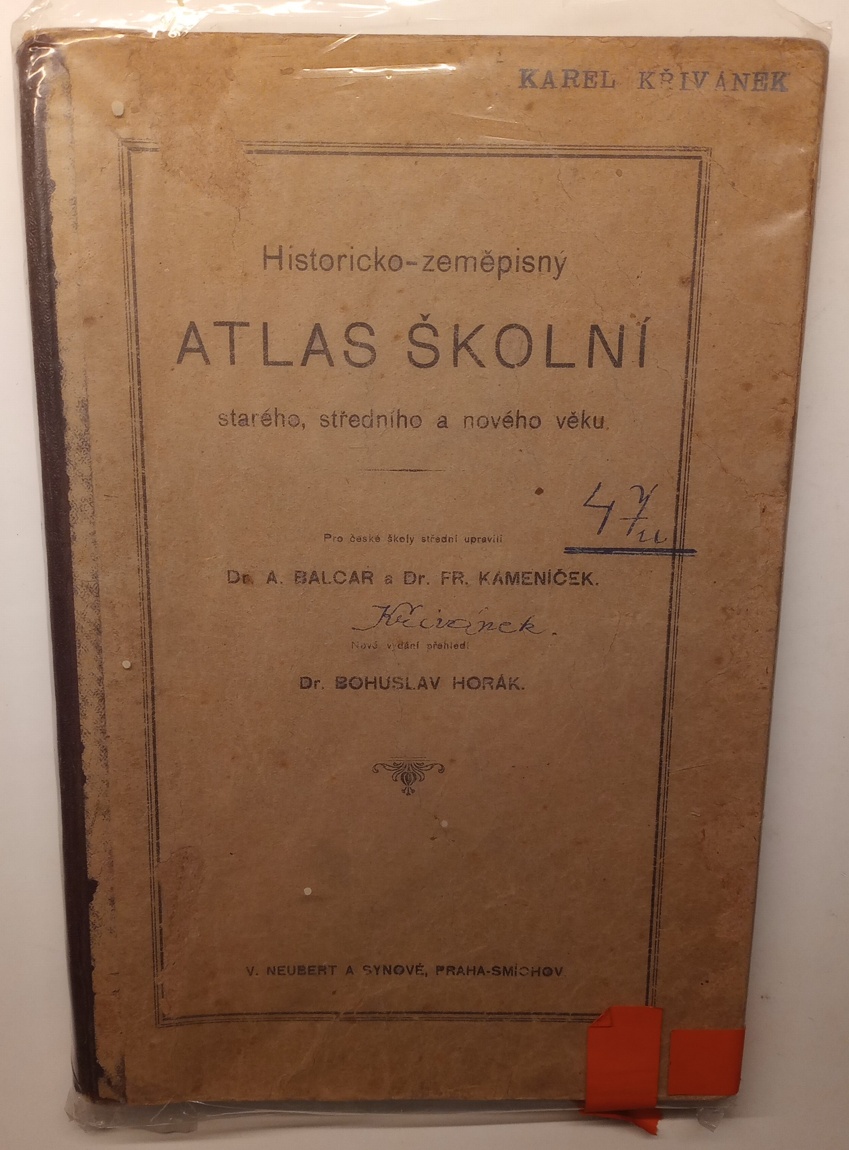 KAREL KŘIVÁNEK
Historicko-zeměpisný
ATLAS ŠKOLNÍ
starého, středního a nového věku.
Pro české školy střední upravili
Dr. A. BALCAR a Dr. FR. KAMENÍČEK.
Křivánek.
Nové vydání přehlédl
Dr. BOHUSLAV HORÁK.
V. NEUBERT A SYNOVÉ, PRAHA-SMÍCHOV